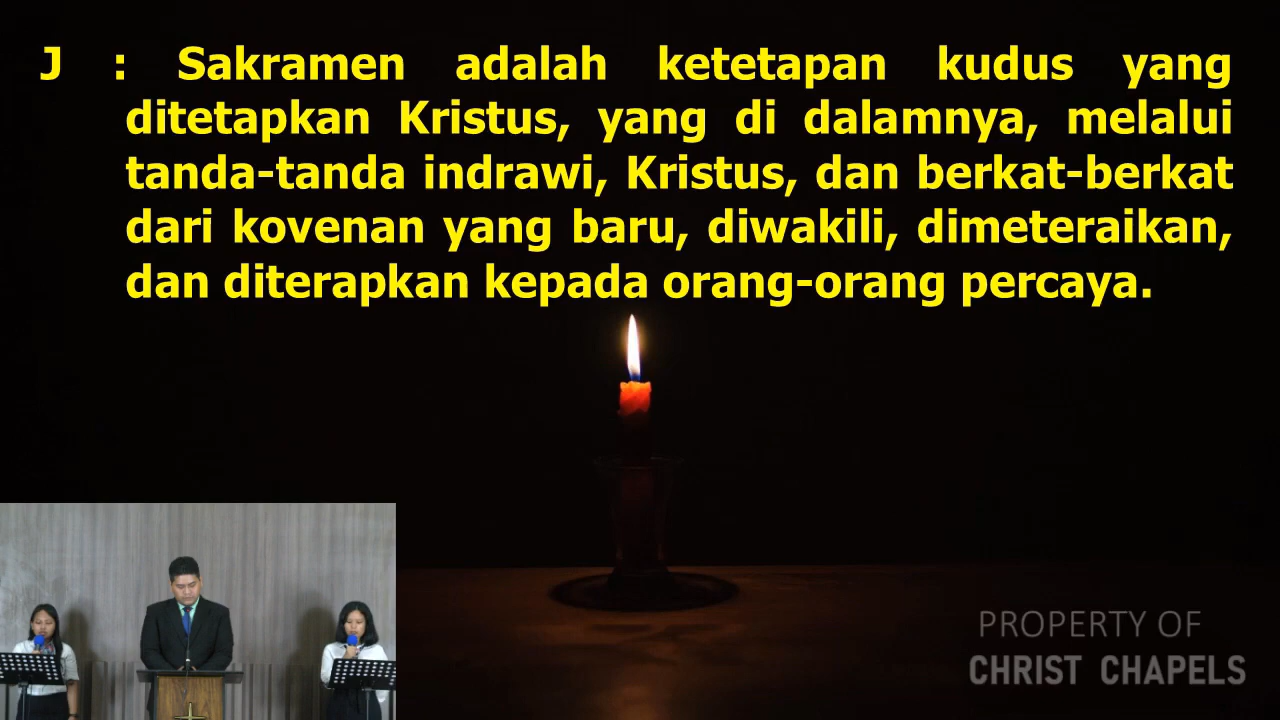 J : Sakramen adalah ketetapan kudus yang
ditetapkan Kristus, yang di dalamnya, melalui
tanda-tanda indrawi, Kristus, dan berkat-berkat
dari kovenan yang baru, diwakili, dimeteraikan,
dan diterapkan kepada orang-orang percaya.
PROPERTY OF
CHRIST CHAPELS